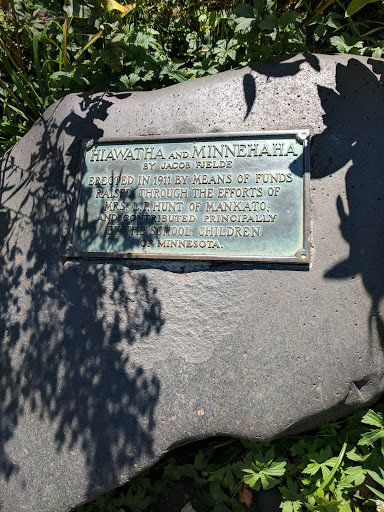 HIAWATHA AND MINNEHAHA
BY JACOB FJELDE
ERECTED IN 1911 BY MEANS OF FUNDS
RAISED THROUGH THE EFFORTS OF
MRS. L.P. HUNT OF MANKATO,
AND CONTRIBUTED PRINCIPALLY
BY THE SCHOOL CHILDREN
OF MINNESOTA.